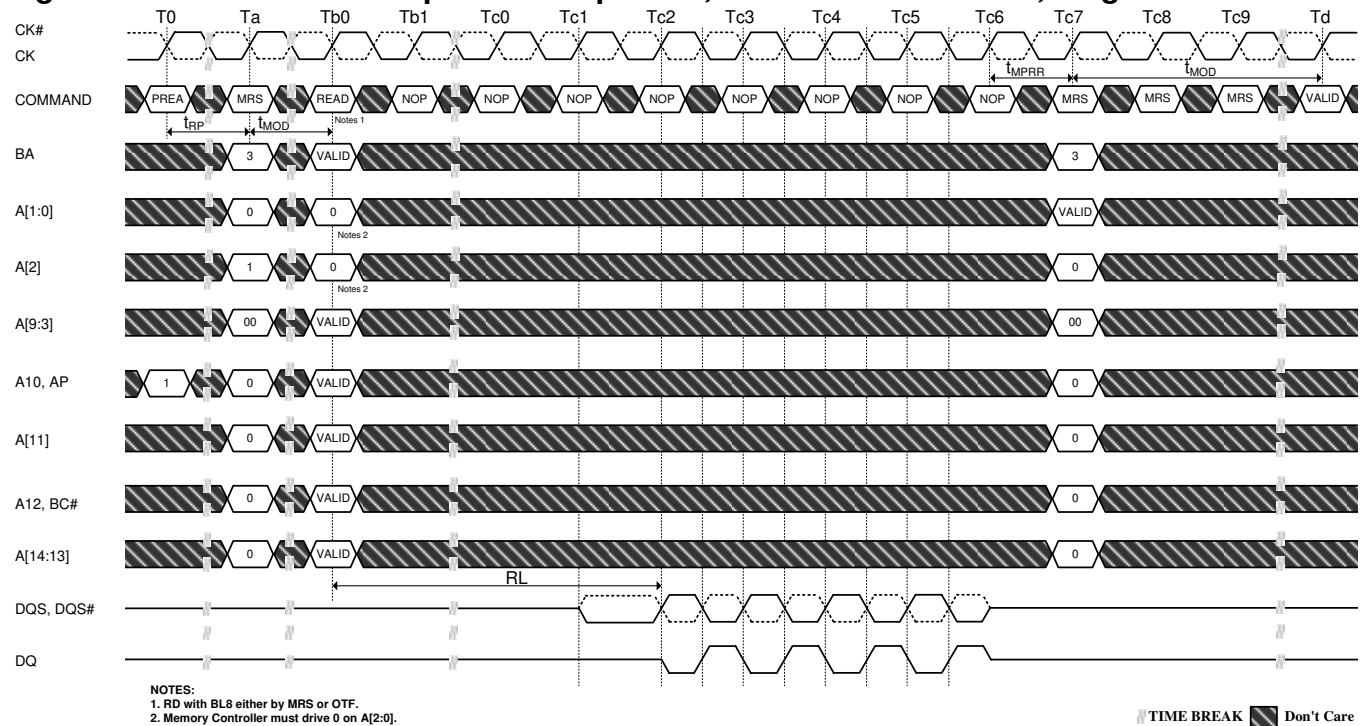 T0 Ta Tb0 Tb1 Tc0 Tc1 Tc2 Tc3 Tc4 Tc5 Tc6 Tc7 Tc8 Tc9 Td
CK#
CK
tMPRR tMOD
COMMAND PREA MRS READ NOP NOP NOP NOP NOP NOP NOP NOP MRS MRS MRS VALID
tRP tMOD Notes 1
BA 3 VALID 3
A[1:0] 0 0 VALID
Notes 2
A[2] 1 0 0
Notes 2
A[9:3] 00 VALID 00
A10, AP 1 0 VALID 0
A[11] 0 VALID 0
A12, BC# 0 VALID 0
A[14:13] 0 VALID 0
RL
DQS, DQS#
DQ
NOTES:
1. RD with BL8 either by MRS or OTF.
2. Memory Controller must drive 0 on A[2:0].
TIME BREAK Don't Care